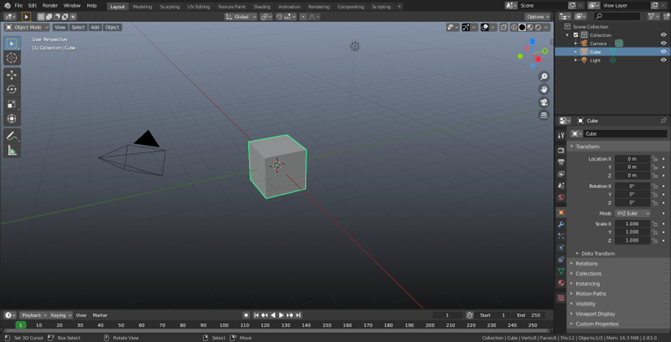 File Edit Render Window Help Layout Modeling Sculpting UV Editing Texture Paint Shading Animation Rendering Compositing Scripting + Scene View Layer
Global Options
Object Mode View Select Add Object
User Perspective
(1) Collection | Cube
Scene Collection
Collection
Camera
Cube
Light
Cube
Cube
Transform
Location X 0 m
Y 0 m
Z 0 m
Rotation X 0°
Y 0°
Z 0°
Mode XYZ Euler
Scale X 1.000
Y 1.000
Z 1.000
Delta Transform
Relations
Collections
Instancing
Motion Paths
Visibility
Viewport Display
Custom Properties
Playback Keying View Marker 1 Start 1 End 250
1 10 20 30 40 50 60 70 80 90 100 110 120 130 140 150 160 170 180 190 200 210 220 230 240 250
Set 3D Cursor Box Select Rotate View Select Move Collection | Cube | Verts:8 | Faces:6 | Tris:12 | Objects:1/3 | Mem: 16.3 MiB | 2.83.0